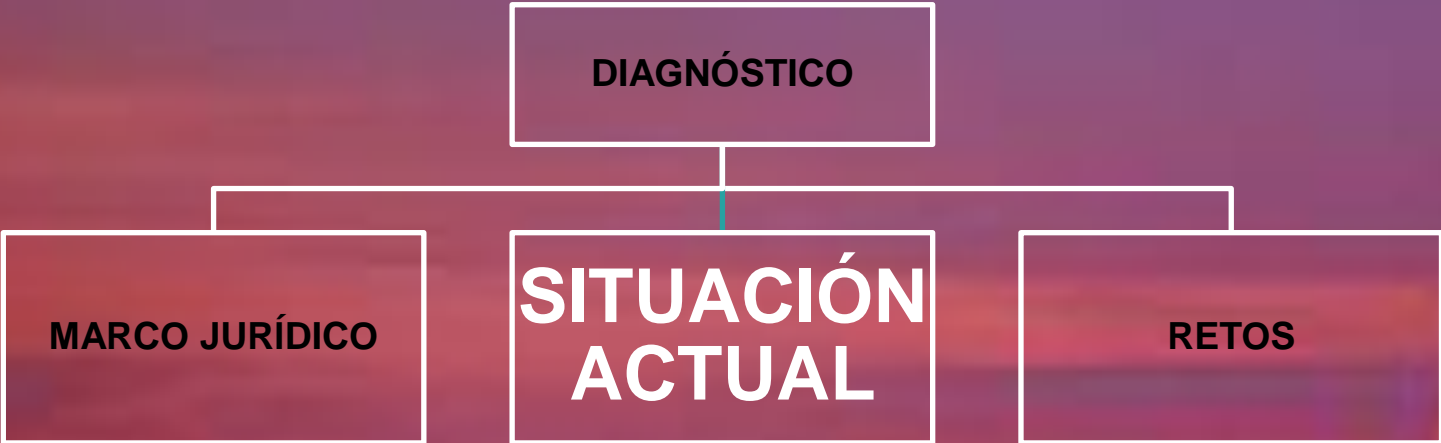 DIAGNÓSTICO
MARCO JURÍDICO
SITUACIÓN
ACTUAL
RETOS